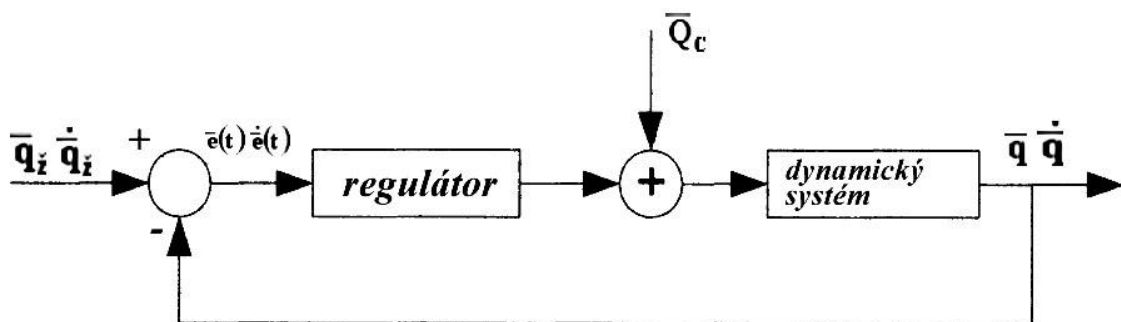 Q̅c
q̅ž q̅̇ž
+
e̅(t) e̅̇(t)
regulátor
+
dynamický
systém
q̅ q̅̇
-